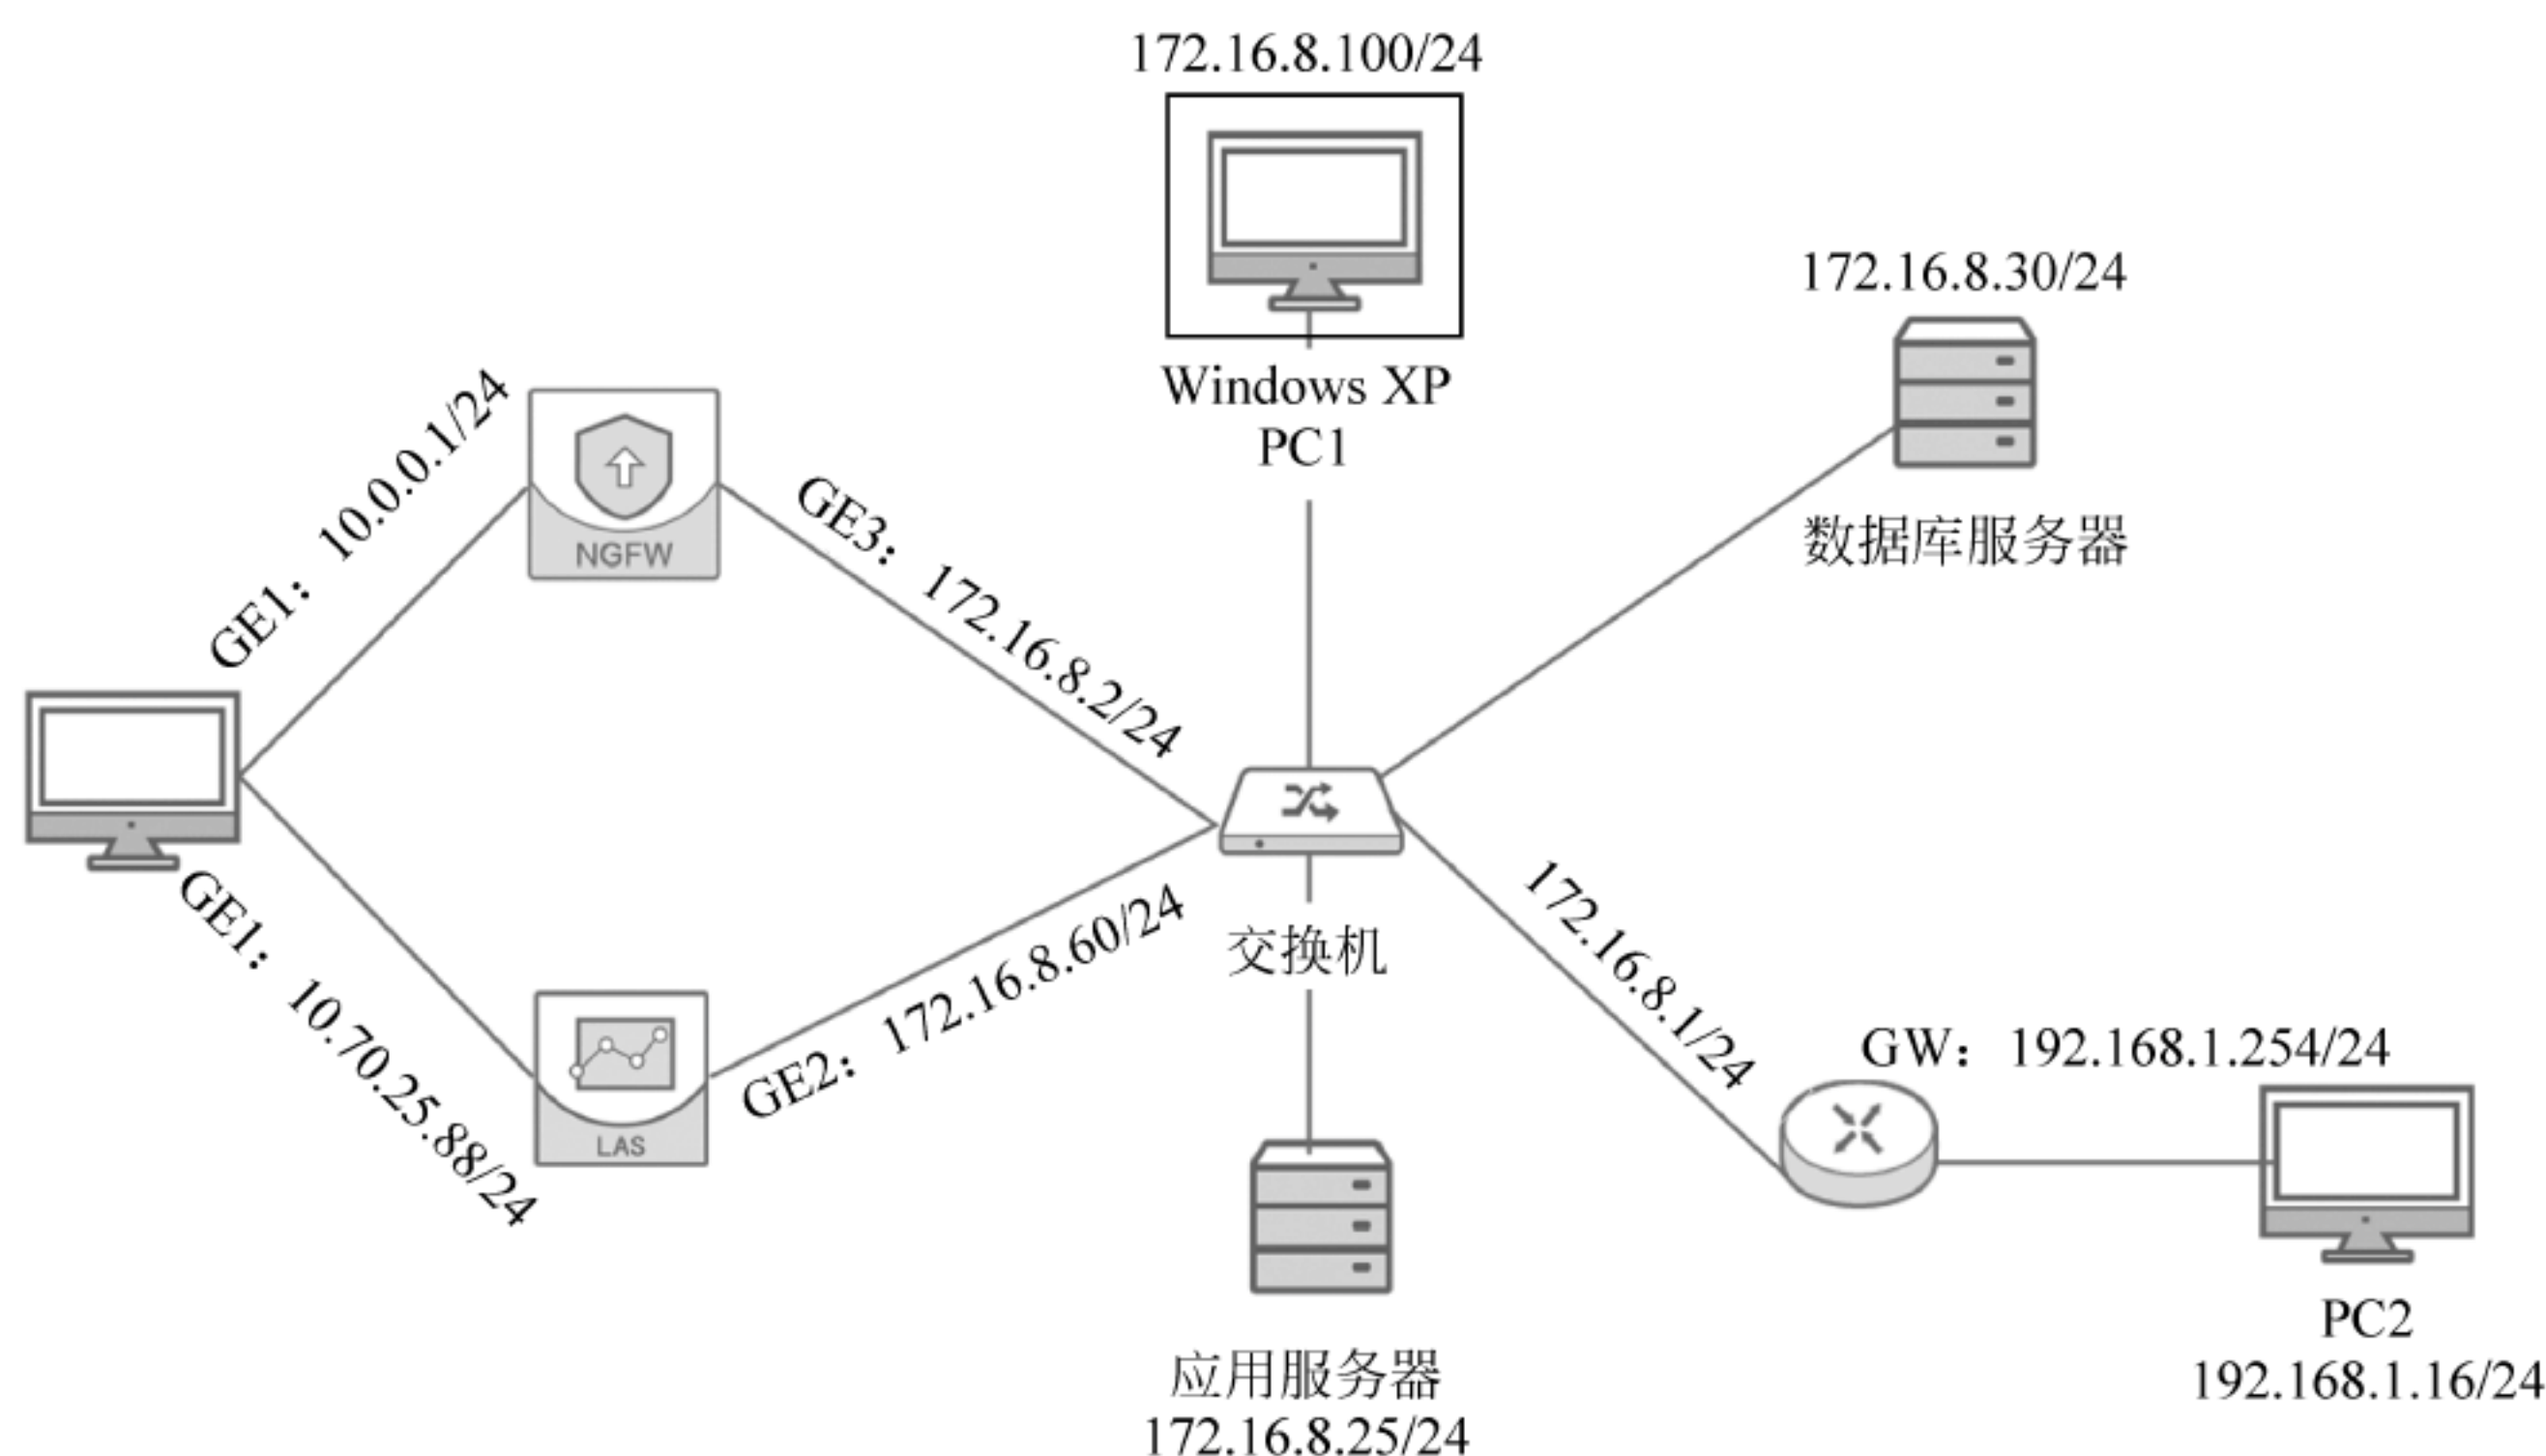 172.16.8.100/24
Windows XP
PC1
172.16.8.30/24
数据库服务器
GE1：10.0.0.1/24
NGFW
GE3：172.16.8.2/24
GE1：10.70.25.88/24
LAS
GE2：172.16.8.60/24
交换机
172.16.8.1/24
GW：192.168.1.254/24
PC2
192.168.1.16/24
应用服务器
172.16.8.25/24